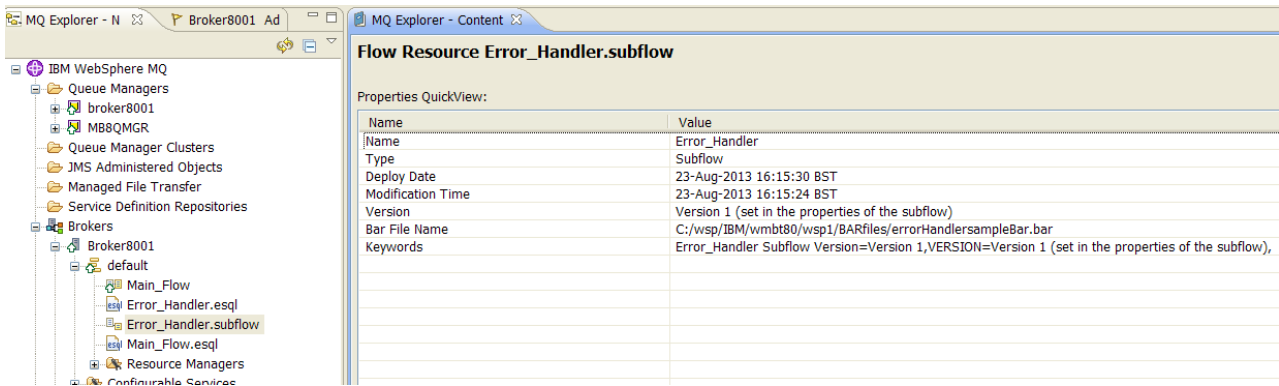 MQ Explorer - N
Broker8001 Ad
IBM WebSphere MQ
Queue Managers
broker8001
MB8QMGR
Queue Manager Clusters
JMS Administered Objects
Managed File Transfer
Service Definition Repositories
Brokers
Broker8001
default
Main_Flow
esql Error_Handler.esql
Error_Handler.subflow
esql Main_Flow.esql
Resource Managers
Configurable Services
MQ Explorer - Content
Flow Resource Error_Handler.subflow
Properties QuickView:
Name Value
Name Error_Handler
Type Subflow
Deploy Date 23-Aug-2013 16:15:30 BST
Modification Time 23-Aug-2013 16:15:24 BST
Version Version 1 (set in the properties of the subflow)
Bar File Name C:/wsp/IBM/wmbt80/wsp1/BARfiles/errorHandlersampleBar.bar
Keywords Error_Handler Subflow Version=Version 1,VERSION=Version 1 (set in the properties of the subflow),